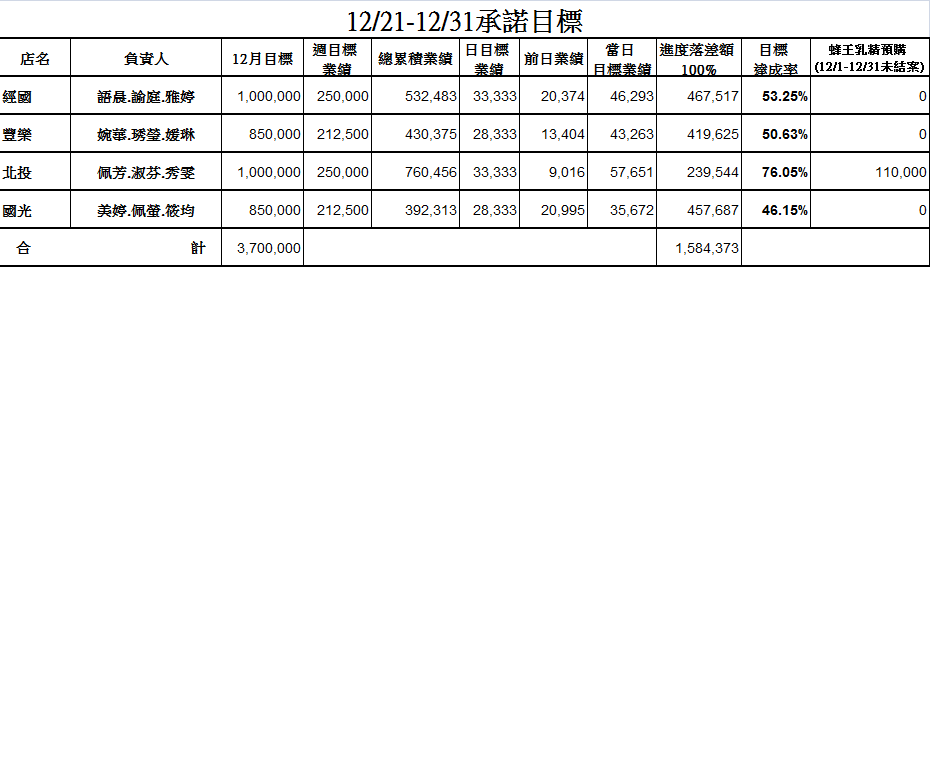 12/21-12/31承諾目標
店名 負責人 12月目標 週目標業績 總累積業績 日目標業績 前日業績 當日目標業績 進度落差額100% 目標達成率 蜂王乳精預購(12/1-12/31未結案)
經國 語晨.諭庭.雅婷 1,000,000 250,000 532,483 33,333 20,374 46,293 467,517 53.25% 0
豐樂 婉華.琇瑩.媛琳 850,000 212,500 430,375 28,333 13,404 43,263 419,625 50.63% 0
北投 佩芳.淑芬.秀雯 1,000,000 250,000 760,456 33,333 9,016 57,651 239,544 76.05% 110,000
國光 美婷.佩螢.筱均 850,000 212,500 392,313 28,333 20,995 35,672 457,687 46.15% 0
合 計 3,700,000 1,584,373